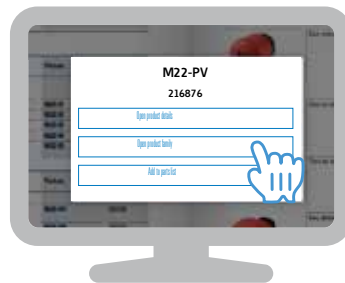 M22-PV
216876
Open product details
Open product family
Add to parts list